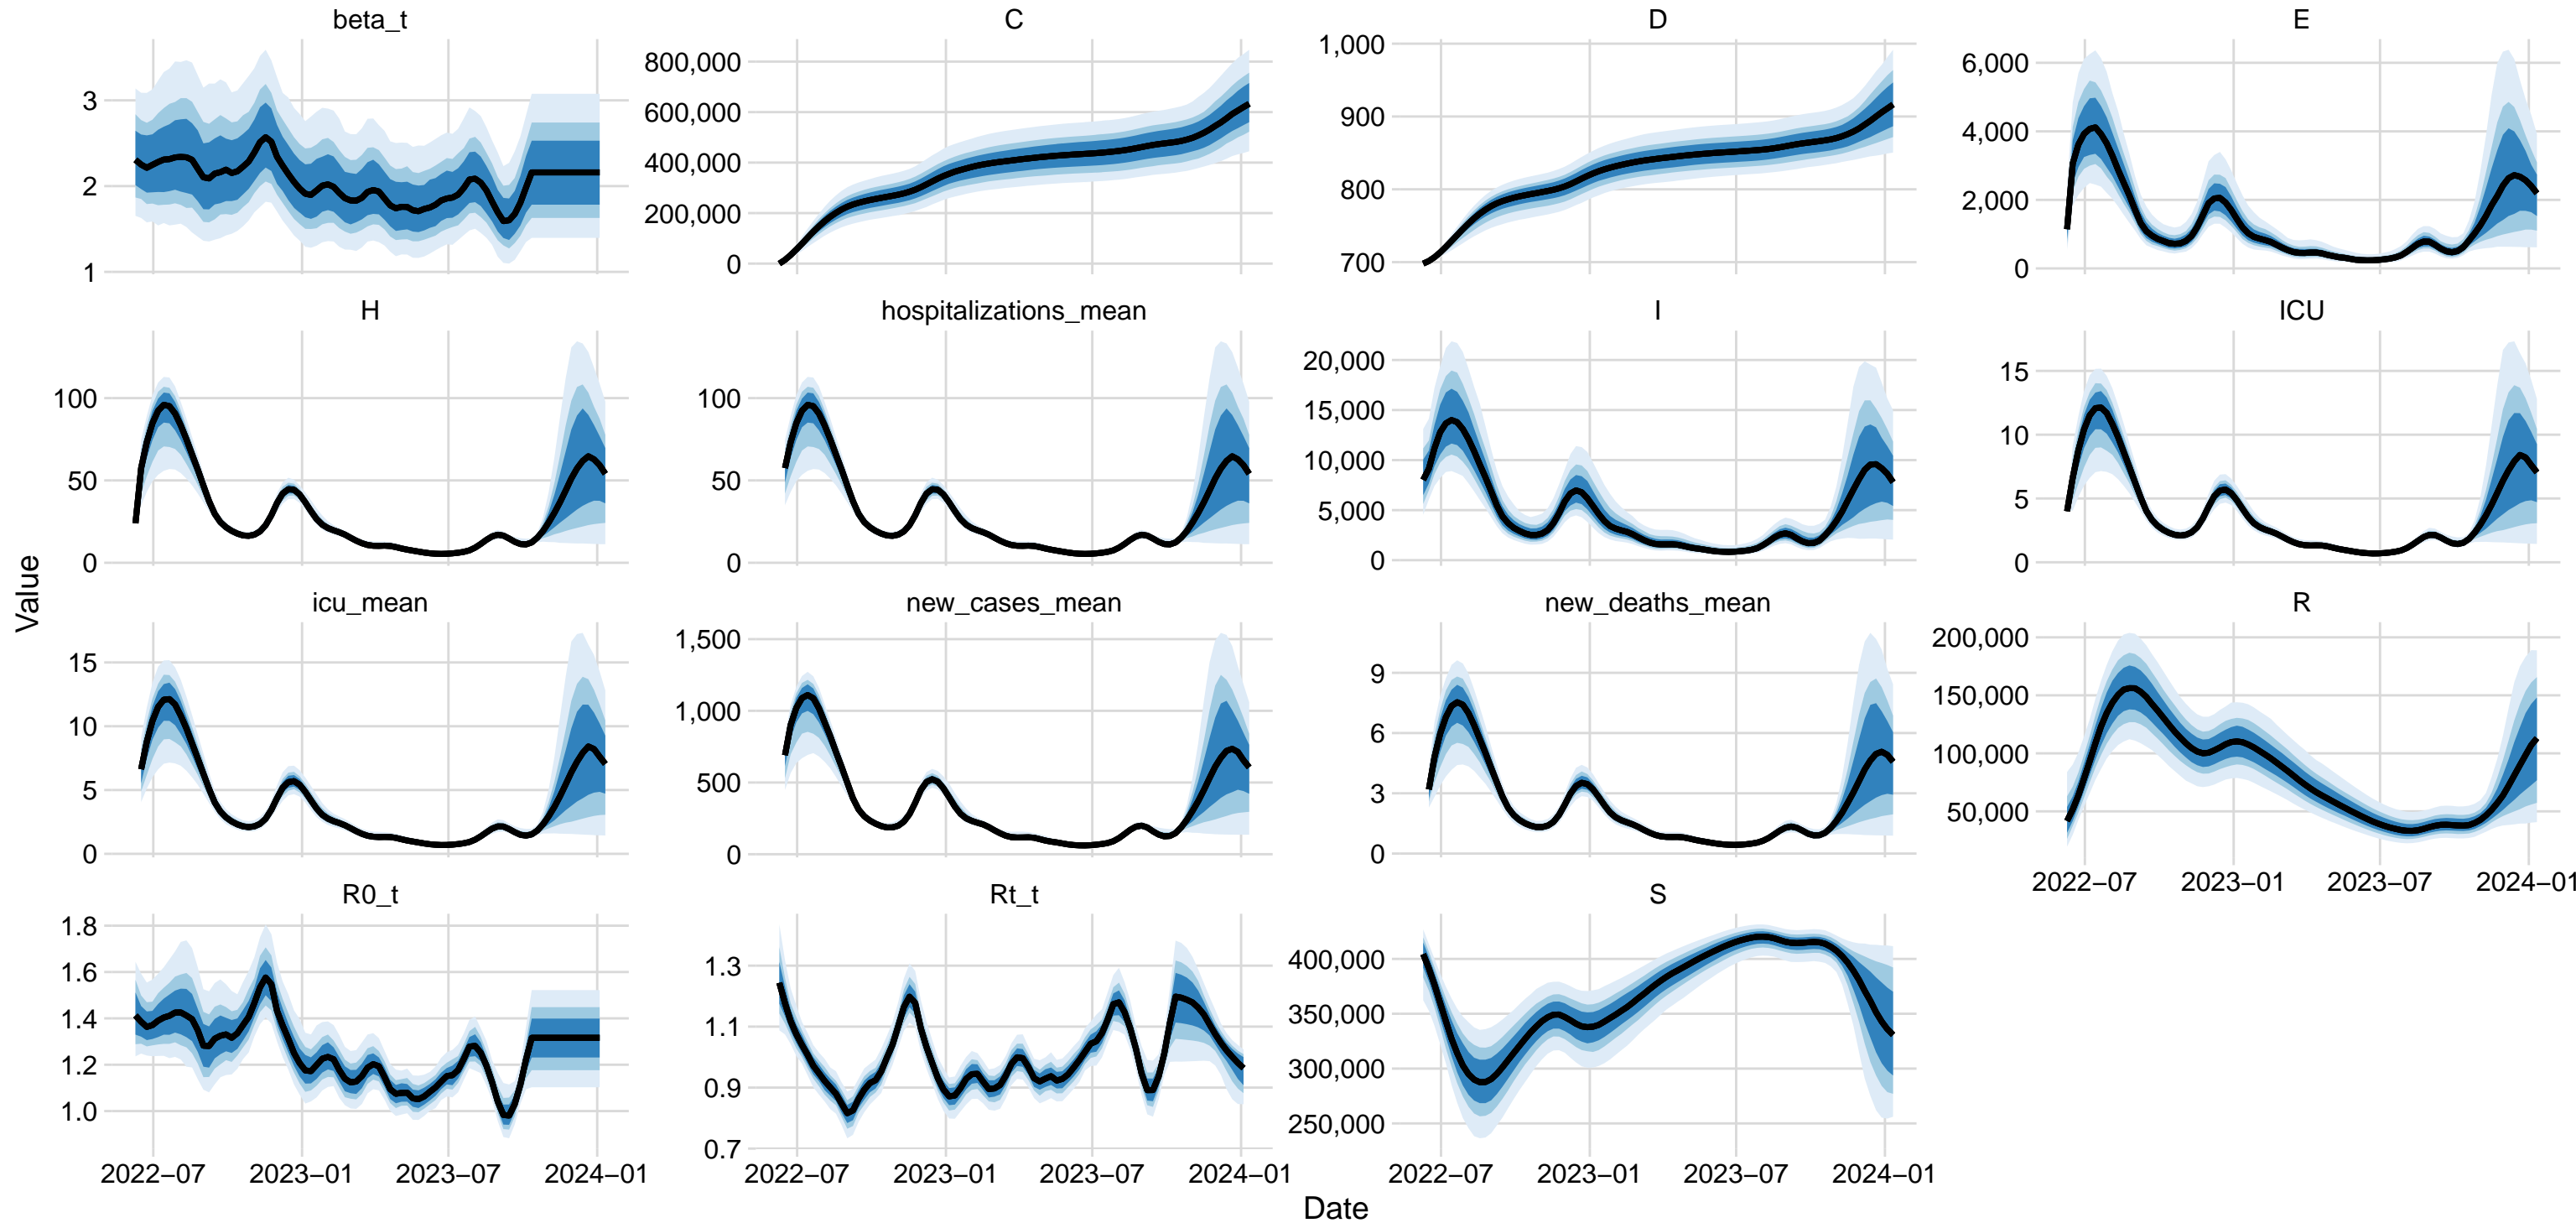 beta_t
C
D
E
3
2
1
800,000
600,000
400,000
200,000
0
1,000
900
800
700
6,000
4,000
2,000
0
H
hospitalizations_mean
I
ICU
100
50
0
100
50
0
20,000
15,000
10,000
5,000
0
15
10
5
0
icu_mean
new_cases_mean
new_deaths_mean
R
15
10
5
0
1,500
1,000
500
0
9
6
3
0
200,000
150,000
100,000
50,000
2022−07 2023−01 2023−07 2024−01
R0_t
Rt_t
S
1.8
1.6
1.4
1.2
1.0
1.3
1.1
0.9
0.7
400,000
350,000
300,000
250,000
2022−07 2023−01 2023−07 2024−01
2022−07 2023−01 2023−07 2024−01
2022−07 2023−01 2023−07 2024−01
Value
Date